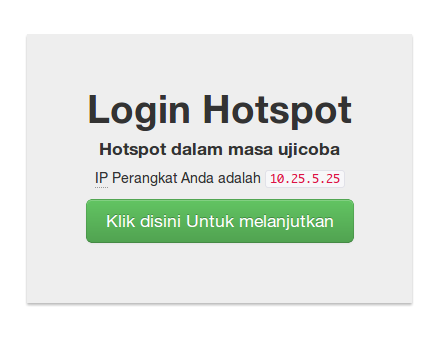 Login Hotspot
Hotspot dalam masa ujicoba
IP Perangkat Anda adalah 10.25.5.25
Klik disini Untuk melanjutkan